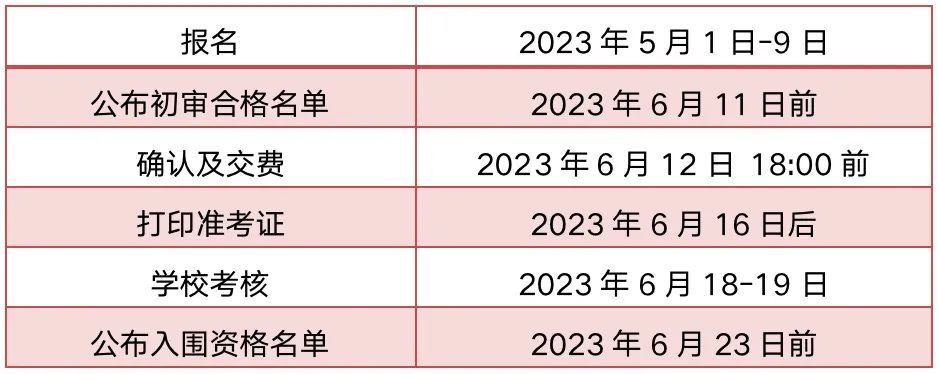 报名 2023 年 5 月 1 日-9 日
公布初审合格名单 2023 年 6 月 11 日前
确认及交费 2023 年 6 月 12 日 18:00 前
打印准考证 2023 年 6 月 16 日后
学校考核 2023 年 6 月 18-19 日
公布入围资格名单 2023 年 6 月 23 日前